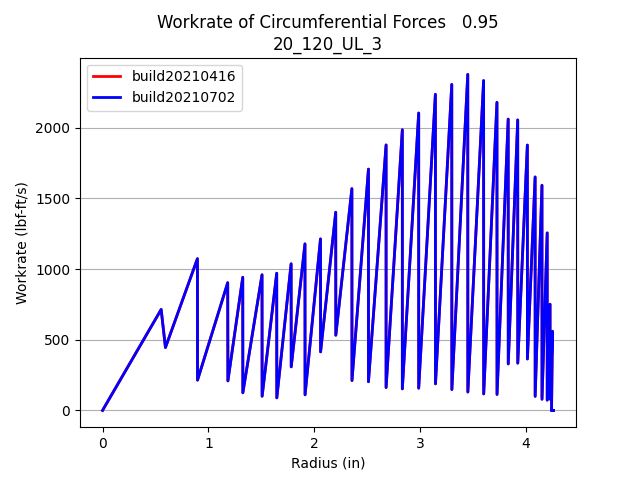 Workrate of Circumferential Forces 0.95
20_120_UL_3
build20210416
build20210702
Workrate (lbf-ft/s)
2000
1500
1000
500
0
0 1 2 3 4
Radius (in)